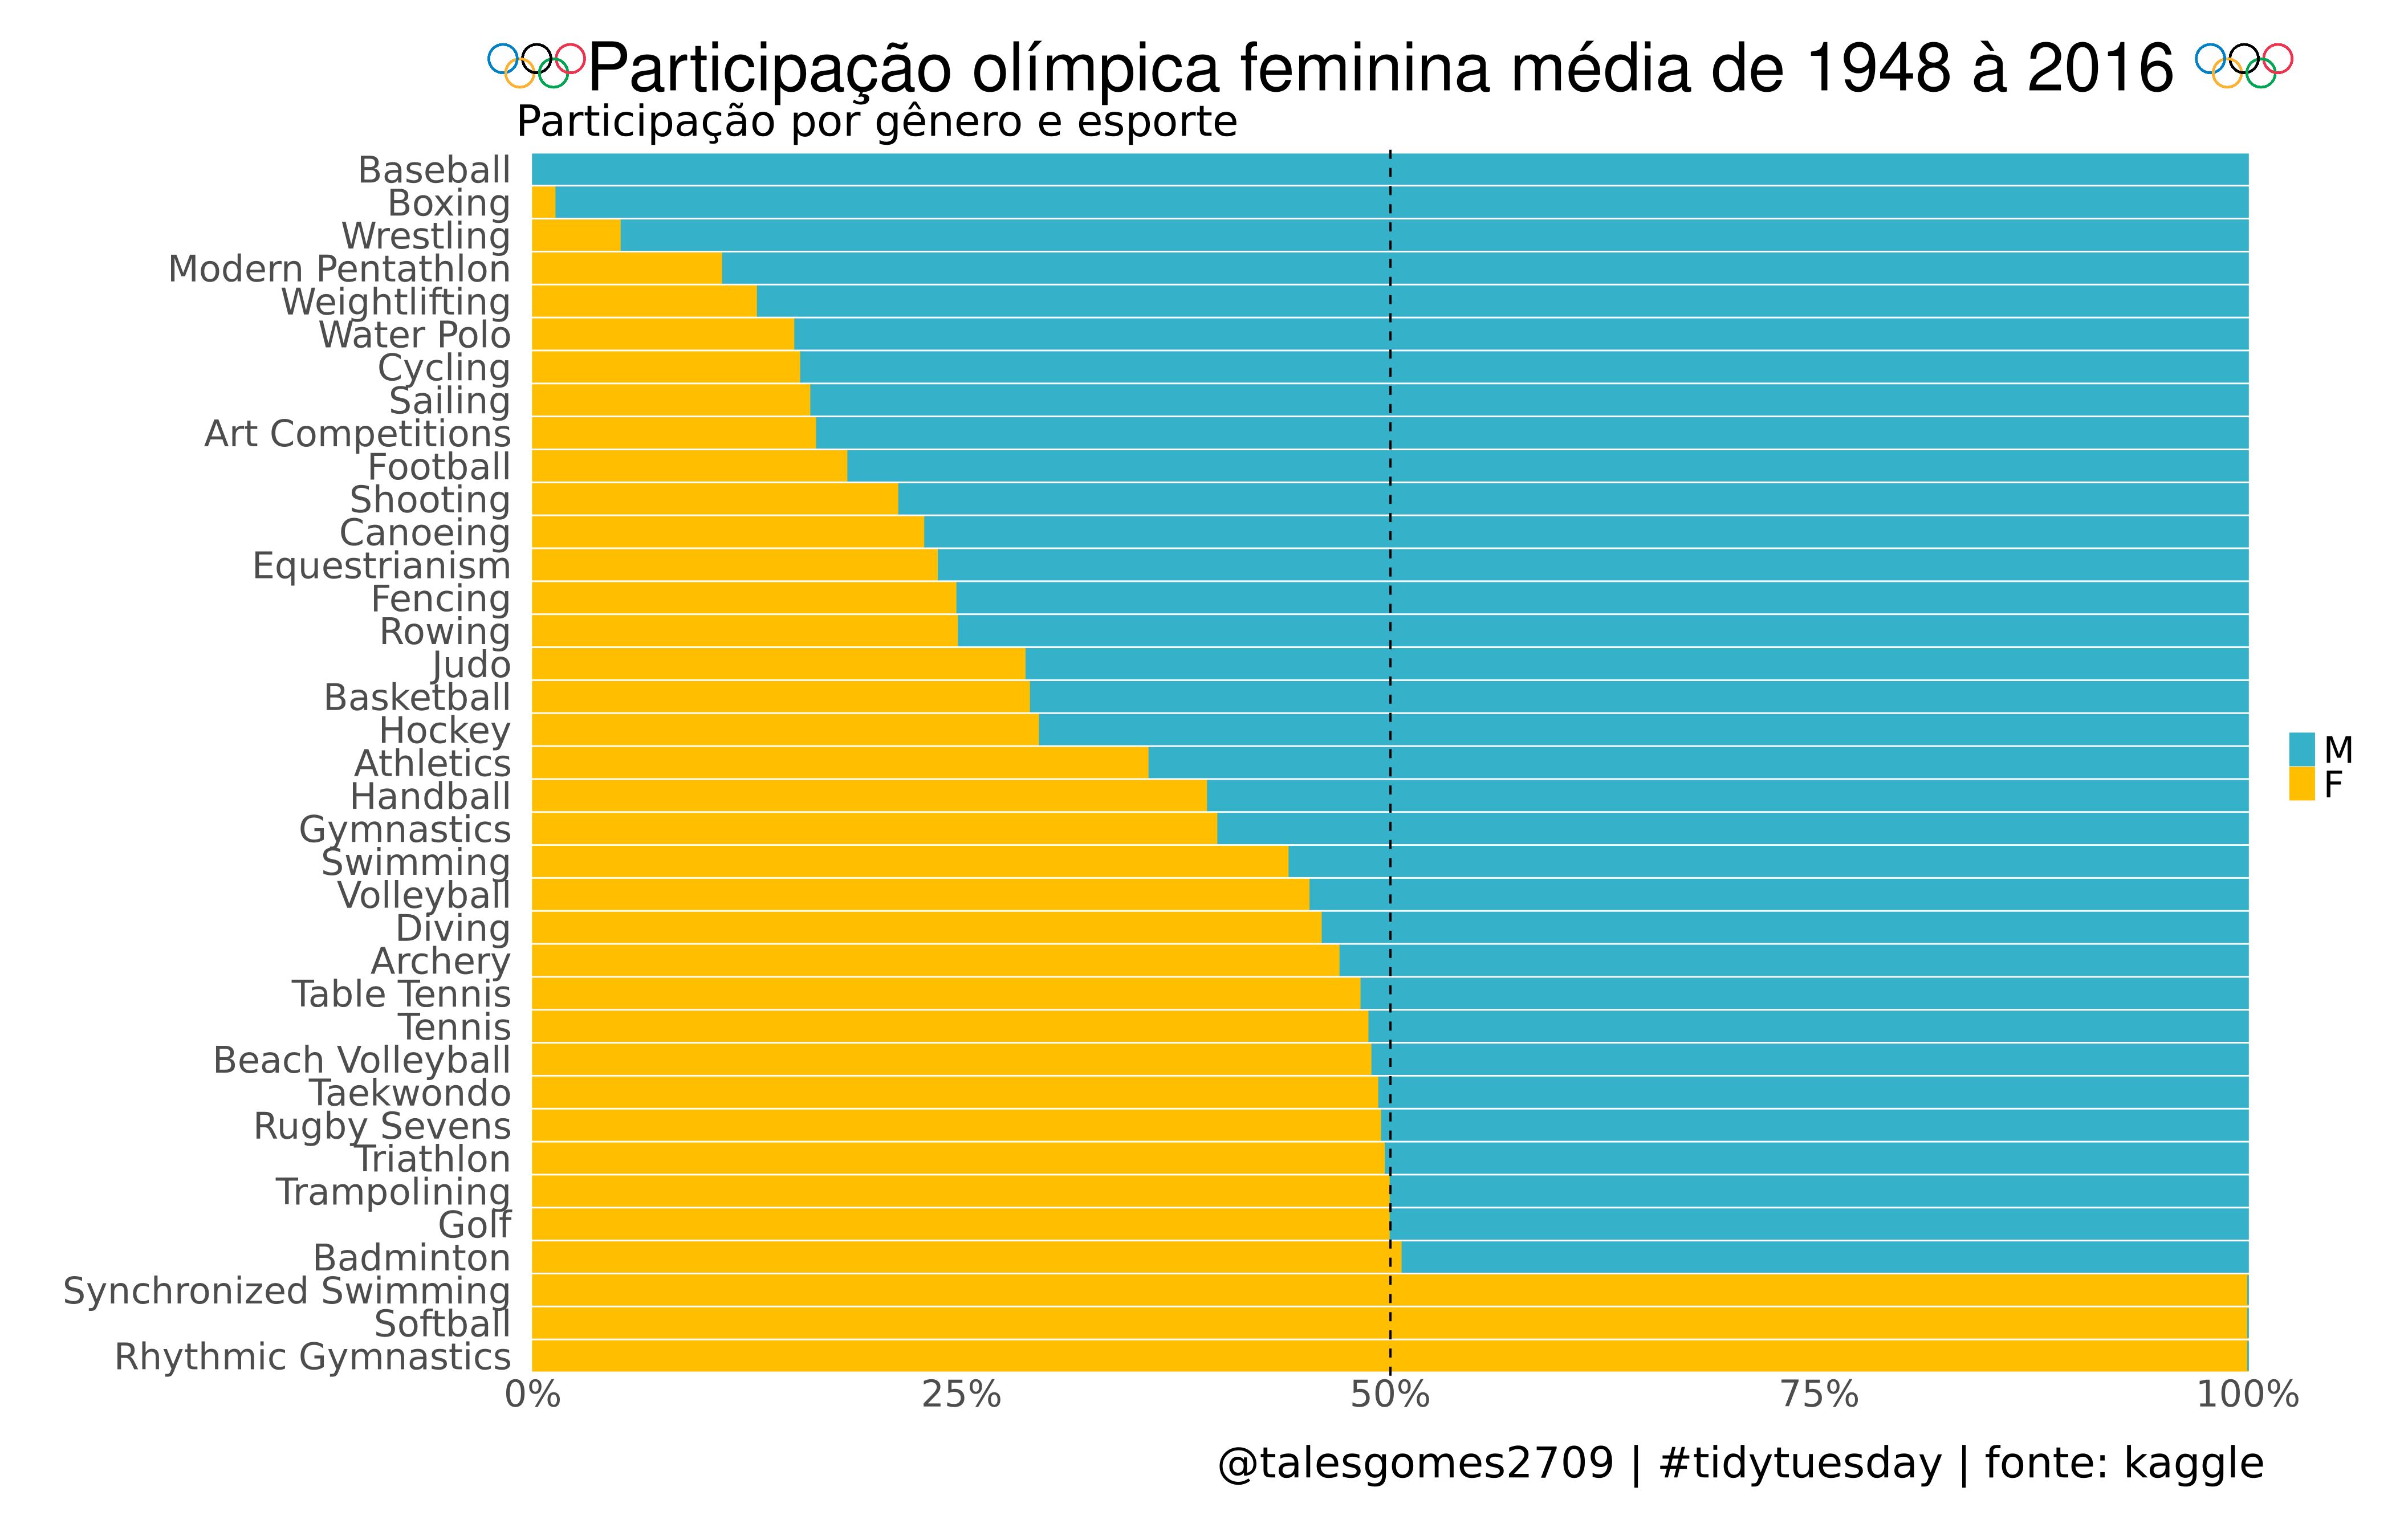 Participação olímpica feminina média de 1948 à 2016
Participação por gênero e esporte
Baseball
Boxing
Wrestling
Modern Pentathlon
Weightlifting
Water Polo
Cycling
Sailing
Art Competitions
Football
Shooting
Canoeing
Equestrianism
Fencing
Rowing
Judo
Basketball
Hockey
Athletics
Handball
Gymnastics
Swimming
Volleyball
Diving
Archery
Table Tennis
Tennis
Beach Volleyball
Taekwondo
Rugby Sevens
Triathlon
Trampolining
Golf
Badminton
Synchronized Swimming
Softball
Rhythmic Gymnastics
0% 25% 50% 75% 100%
M
F
@talesgomes2709 | #tidytuesday | fonte: kaggle